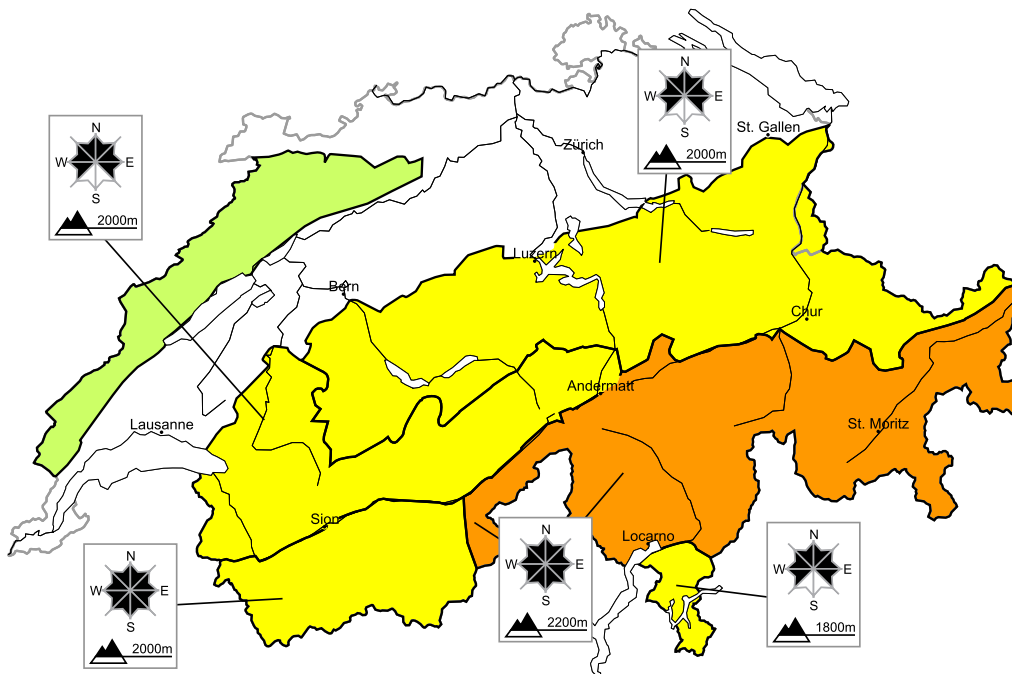 N
W E
S
2000m
St. Gallen
N
W E
S
2000m
Zürich
Luzern
Bern
Chur
Andermatt
Lausanne
St. Moritz
Sion
Locarno
N
W E
S
2200m
N
W E
S
1800m
N
W E
S
2000m